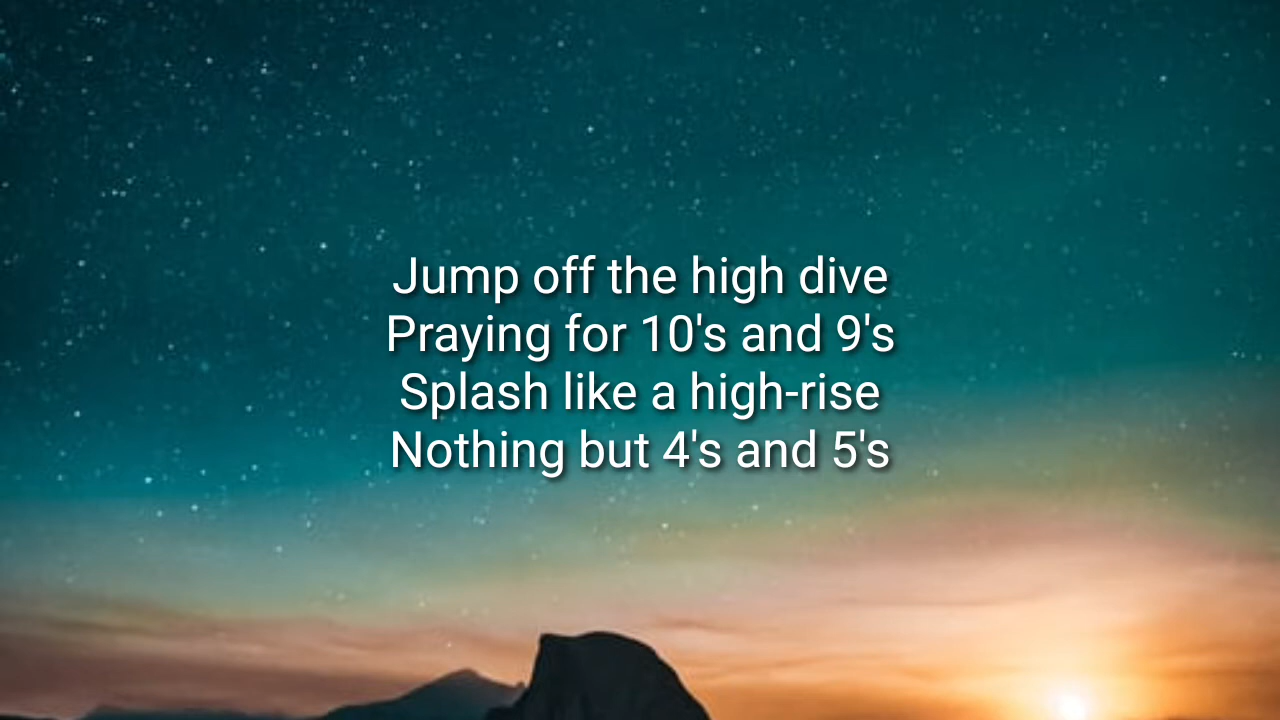 Jump off the high dive
Praying for 10's and 9's
Splash like a high-rise
Nothing but 4's and 5's